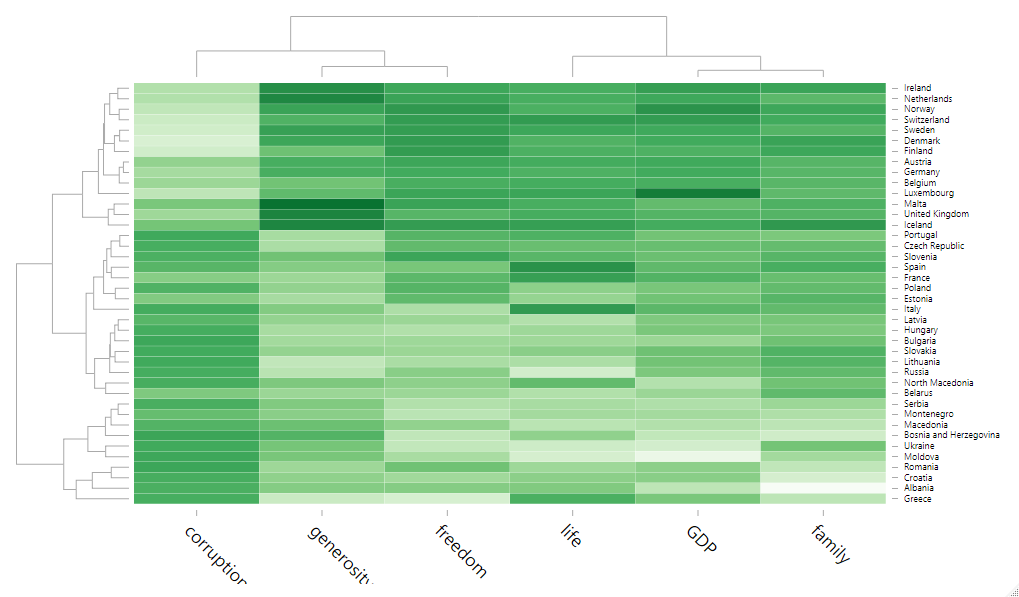 Ireland
Netherlands
Norway
Switzerland
Sweden
Denmark
Finland
Austria
Germany
Belgium
Luxembourg
Malta
United Kingdom
Iceland
Portugal
Czech Republic
Slovenia
Spain
France
Poland
Estonia
Italy
Latvia
Hungary
Bulgaria
Slovakia
Lithuania
Russia
North Macedonia
Belarus
Serbia
Montenegro
Macedonia
Bosnia and Herzegovina
Ukraine
Moldova
Romania
Croatia
Albania
Greece
corruption
generosity
freedom
life
GDP
family